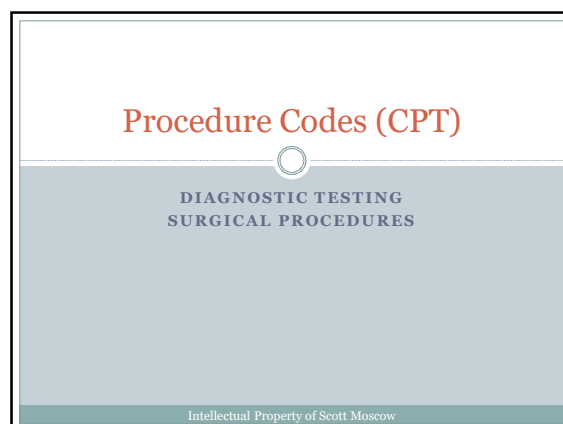 Procedure Codes (CPT)
DIAGNOSTIC TESTING
SURGICAL PROCEDURES
Intellectual Property of Scott Moscow